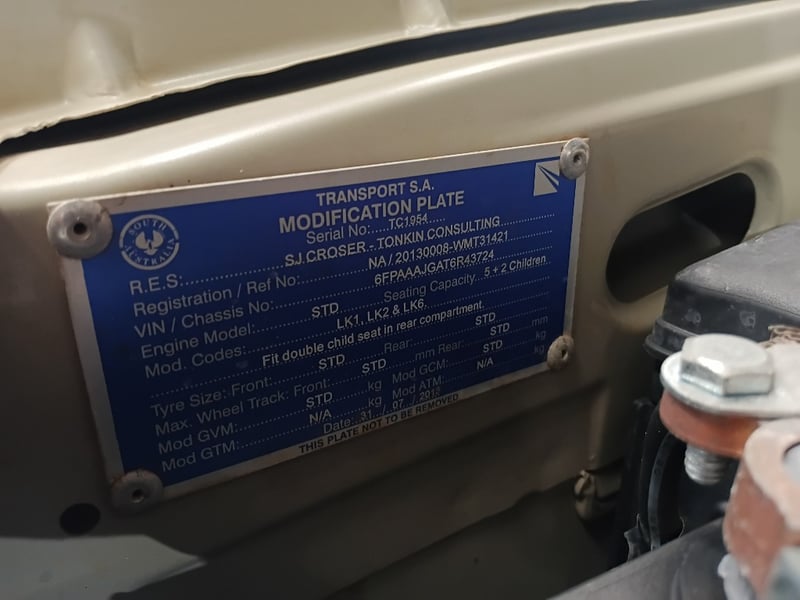 SOUTH AUSTRALIA
TRANSPORT S.A.
MODIFICATION PLATE
Serial No:....TC1954.....
R.E.S:..............SJ CROSER - TONKIN CONSULTING
Registration / Ref No:..........NA / 20130008-WMT31421
VIN / Chassis No:..............6FPAAAJGAT6R43724
Engine Model:..........STD..........Seating Capacity 5 + 2 Children
Mod. Codes:..............LK1, LK2 & LK6
Fit double child seat in rear compartment.
Tyre Size: Front:..........STD..........Rear:..........STD
Max. Wheel Track: Front:.....STD.....mm Rear:.....STD.....mm
Mod GVM:..........STD..........kg Mod GCM:.....STD.....kg
Mod GTM:..........N/A..........kg Mod ATM:.....N/A.....kg
Date: 31 / 07 / 2013
THIS PLATE NOT TO BE REMOVED